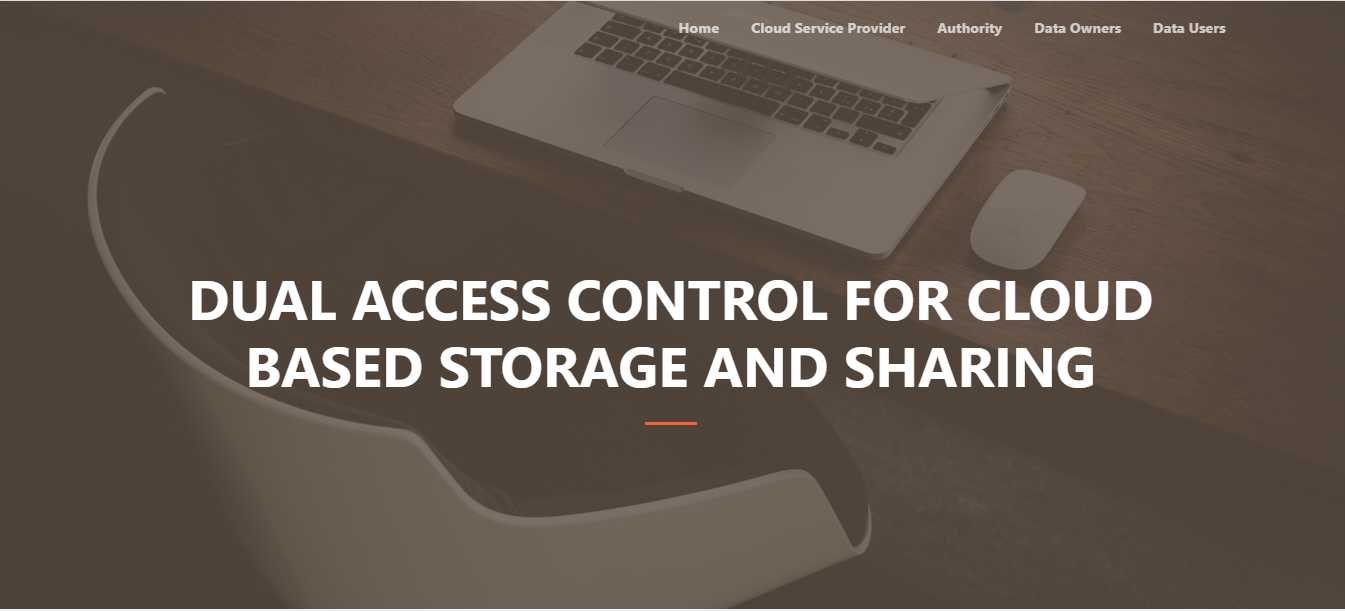 Home Cloud Service Provider Authority Data Owners Data Users
DUAL ACCESS CONTROL FOR CLOUD
BASED STORAGE AND SHARING